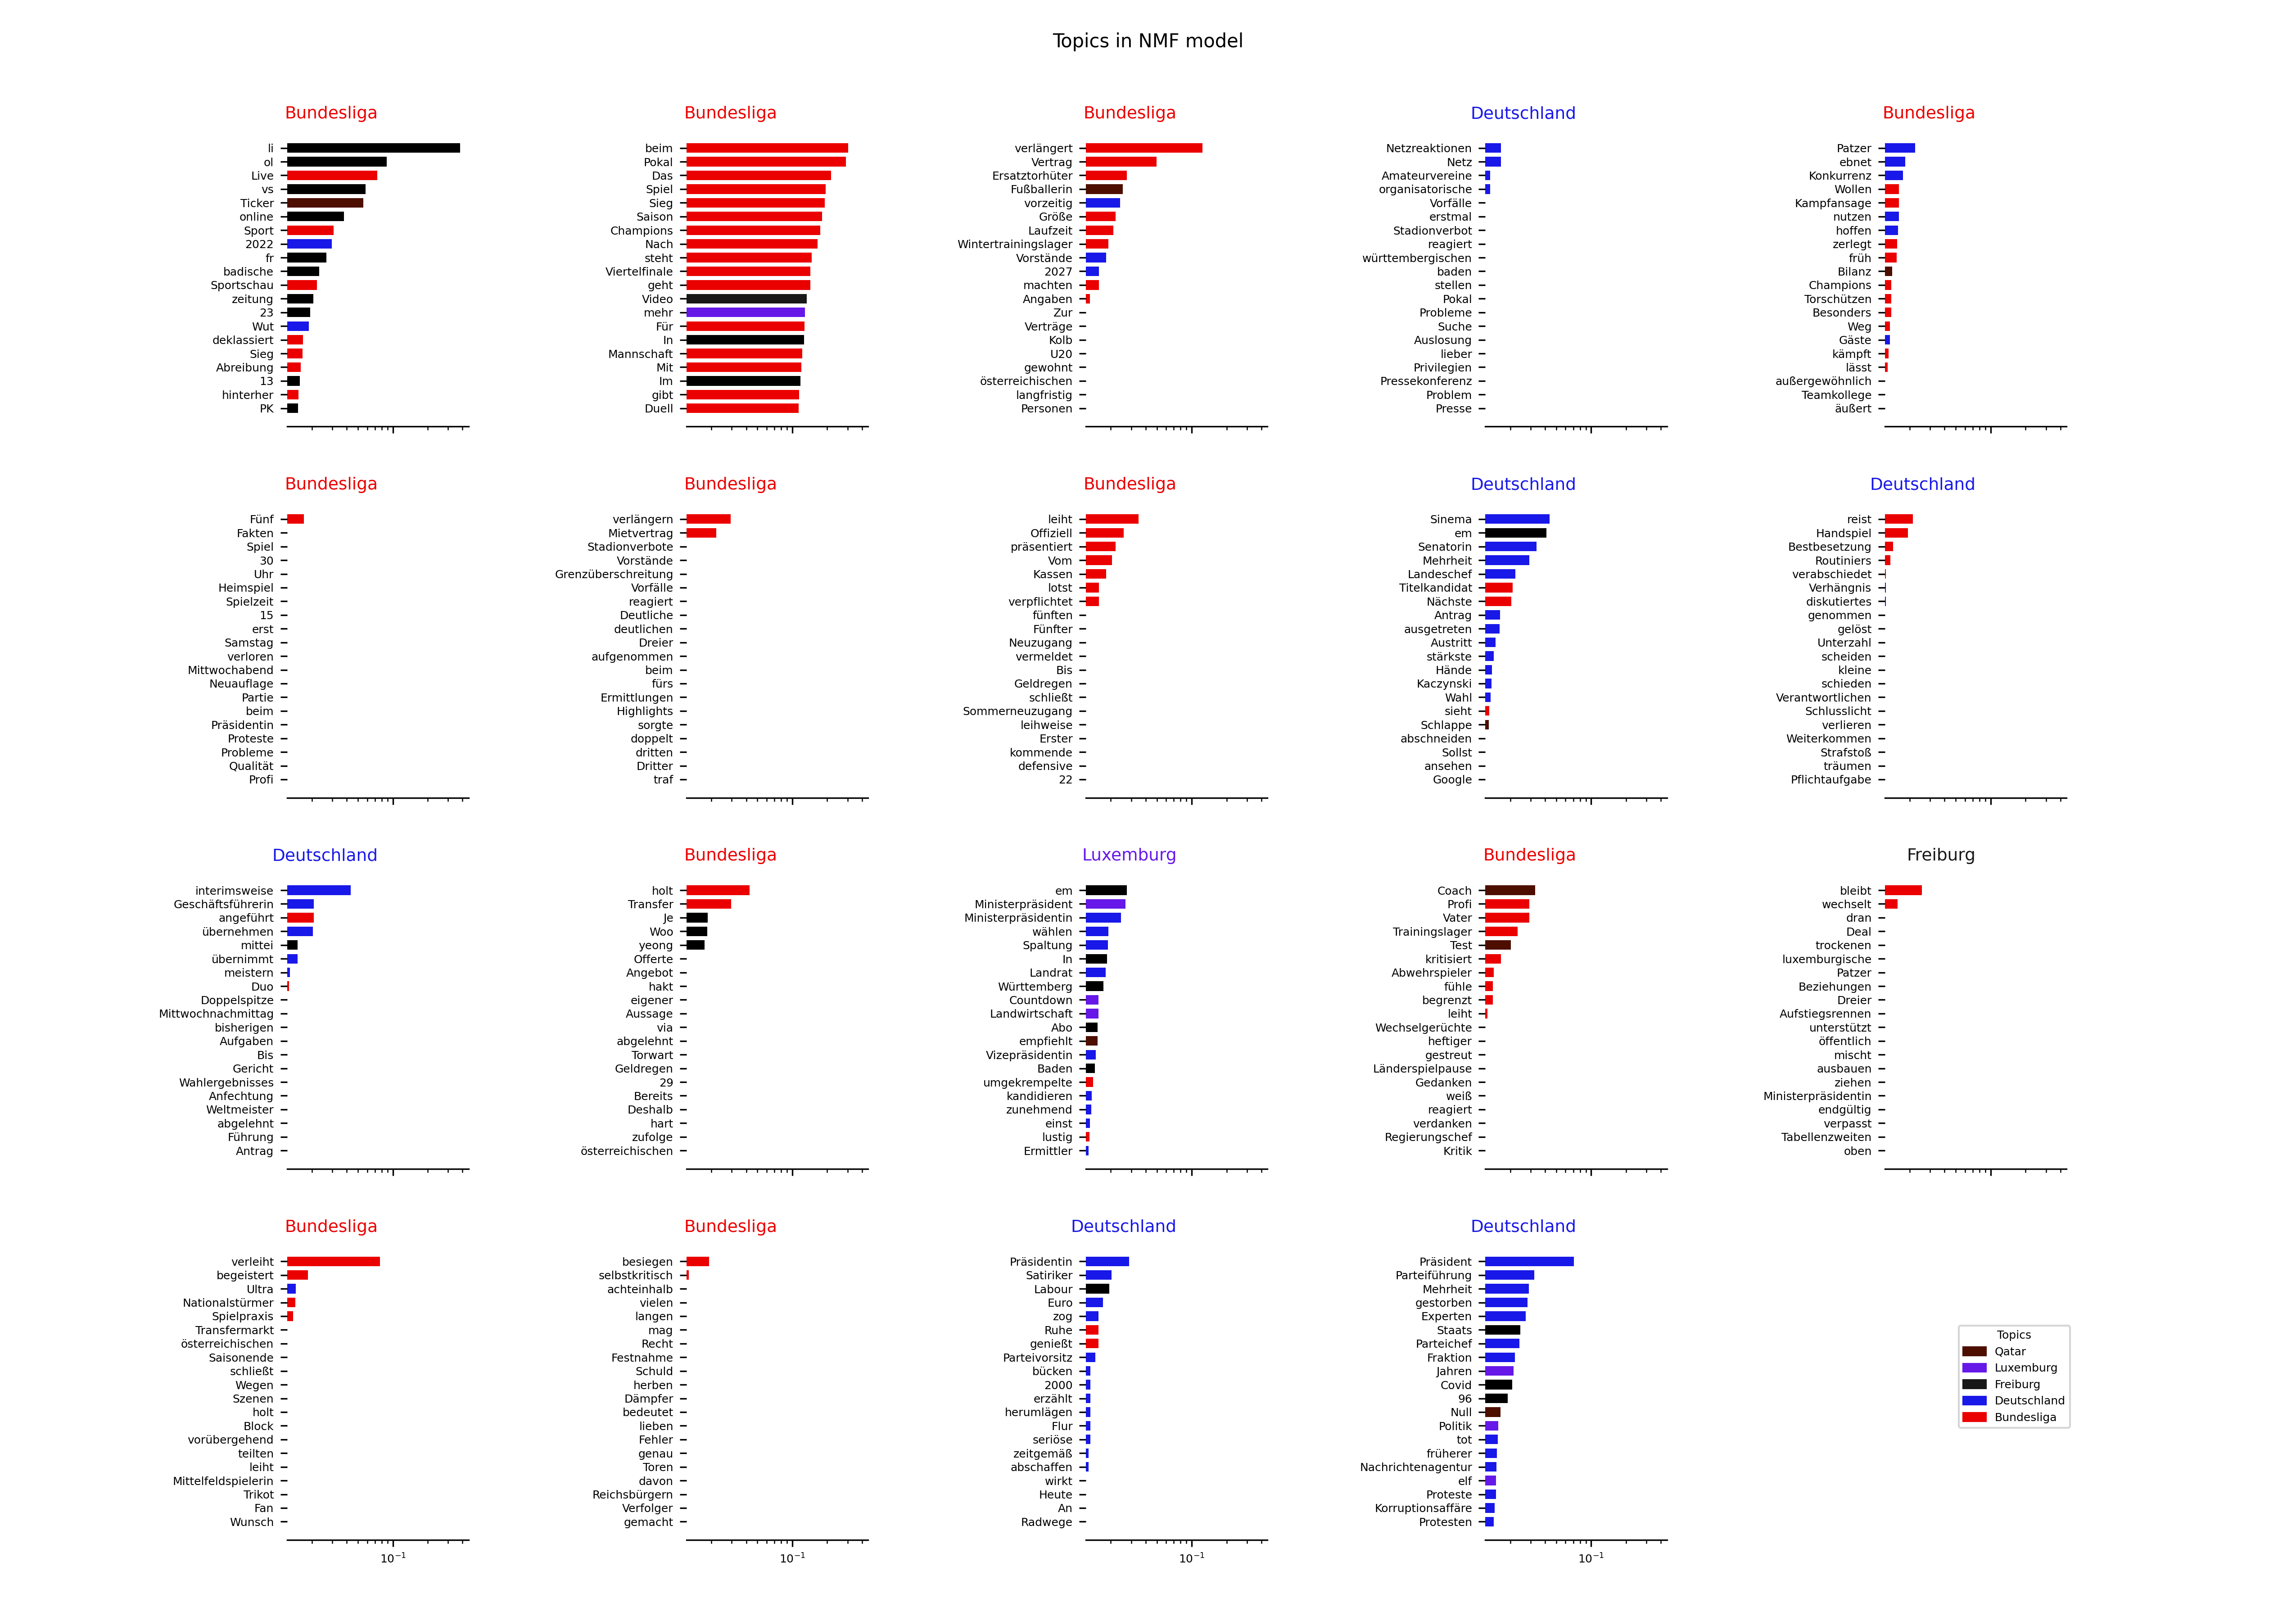 Topics in NMF model
Bundesliga
li
ol
Live
vs
Ticker
online
Sport
2022
fr
badische
Sportschau
zeitung
23
Wut
deklassiert
Sieg
Abreibung
13
hinterher
PK
Bundesliga
beim
Pokal
Das
Spiel
Sieg
Saison
Champions
Nach
steht
Viertelfinale
geht
Video
mehr
Für
In
Mannschaft
Mit
Im
gibt
Duell
Bundesliga
verlängert
Vertrag
Ersatztorhüter
Fußballerin
vorzeitig
Größe
Laufzeit
Wintertrainingslager
Vorstände
2027
machten
Angaben
Zur
Verträge
Kolb
U20
gewohnt
österreichischen
langfristig
Personen
Deutschland
Netzreaktionen
Netz
Amateurvereine
organisatorische
Vorfälle
erstmal
Stadionverbot
reagiert
württembergischen
baden
stellen
Pokal
Probleme
Suche
Auslosung
lieber
Privilegien
Pressekonferenz
Problem
Presse
Bundesliga
Patzer
ebnet
Konkurrenz
Wollen
Kampfansage
nutzen
hoffen
zerlegt
früh
Bilanz
Champions
Torschützen
Besonders
Weg
Gäste
kämpft
lässt
außergewöhnlich
Teamkollege
äußert
Bundesliga
Fünf
Fakten
Spiel
30
Uhr
Heimspiel
Spielzeit
15
erst
Samstag
verloren
Mittwochabend
Neuauflage
Partie
beim
Präsidentin
Proteste
Probleme
Qualität
Profi
Bundesliga
verlängern
Mietvertrag
Stadionverbote
Vorstände
Grenzüberschreitung
Vorfälle
reagiert
Deutliche
deutlichen
Dreier
aufgenommen
beim
fürs
Ermittlungen
Highlights
sorgte
doppelt
dritten
Dritter
traf
Bundesliga
leiht
Offiziell
präsentiert
Vom
Kassen
lotst
verpflichtet
fünften
Fünfter
Neuzugang
vermeldet
Bis
Geldregen
schließt
Sommerneuzugang
leihweise
Erster
kommende
defensive
22
Deutschland
Sinema
em
Senatorin
Mehrheit
Landeschef
Titelkandidat
Nächste
Antrag
ausgetreten
Austritt
stärkste
Hände
Kaczynski
Wahl
sieht
Schlappe
abschneiden
Sollst
ansehen
Google
Deutschland
reist
Handspiel
Bestbesetzung
Routiniers
verabschiedet
Verhängnis
diskutiertes
genommen
gelöst
Unterzahl
scheiden
kleine
schieden
Verantwortlichen
Schlusslicht
verlieren
Weiterkommen
Strafstoß
träumen
Pflichtaufgabe
Deutschland
interimsweise
Geschäftsführerin
angeführt
übernehmen
mittei
übernimmt
meistern
Duo
Doppelspitze
Mittwochnachmittag
bisherigen
Aufgaben
Bis
Gericht
Wahlergebnisses
Anfechtung
Weltmeister
abgelehnt
Führung
Antrag
Bundesliga
holt
Transfer
Je
Woo
yeong
Offerte
Angebot
hakt
eigener
Aussage
via
abgelehnt
Torwart
Geldregen
29
Bereits
Deshalb
hart
zufolge
österreichischen
Luxemburg
em
Ministerpräsident
Ministerpräsidentin
wählen
Spaltung
In
Landrat
Württemberg
Countdown
Landwirtschaft
Abo
empfiehlt
Vizepräsidentin
Baden
umgekrempelte
kandidieren
zunehmend
einst
lustig
Ermittler
Bundesliga
Coach
Profi
Vater
Trainingslager
Test
kritisiert
Abwehrspieler
fühle
begrenzt
leiht
Wechselgerüchte
heftiger
gestreut
Länderspielpause
Gedanken
weiß
reagiert
verdanken
Regierungschef
Kritik
Freiburg
bleibt
wechselt
dran
Deal
trockenen
luxemburgische
Patzer
Beziehungen
Dreier
Aufstiegsrennen
unterstützt
öffentlich
mischt
ausbauen
ziehen
Ministerpräsidentin
endgültig
verpasst
Tabellenzweiten
oben
Bundesliga
verleiht
begeistert
Ultra
Nationalstürmer
Spielpraxis
Transfermarkt
österreichischen
Saisonende
schließt
Wegen
Szenen
holt
Block
vorübergehend
teilten
leiht
Mittelfeldspielerin
Trikot
Fan
Wunsch
10⁻¹
Bundesliga
besiegen
selbstkritisch
achteinhalb
vielen
langen
mag
Recht
Festnahme
Schuld
herben
Dämpfer
bedeutet
lieben
Fehler
genau
Toren
davon
Reichsbürgern
Verfolger
gemacht
10⁻¹
Deutschland
Präsidentin
Satiriker
Labour
Euro
zog
Ruhe
genießt
Parteivorsitz
bücken
2000
erzählt
herumlägen
Flur
seriöse
zeitgemäß
abschaffen
wirkt
Heute
An
Radwege
10⁻¹
Deutschland
Präsident
Parteiführung
Mehrheit
gestorben
Experten
Staats
Parteichef
Fraktion
Jahren
Covid
96
Null
Politik
tot
früherer
Nachrichtenagentur
elf
Proteste
Korruptionsaffäre
Protesten
10⁻¹
Topics
Qatar
Luxemburg
Freiburg
Deutschland
Bundesliga